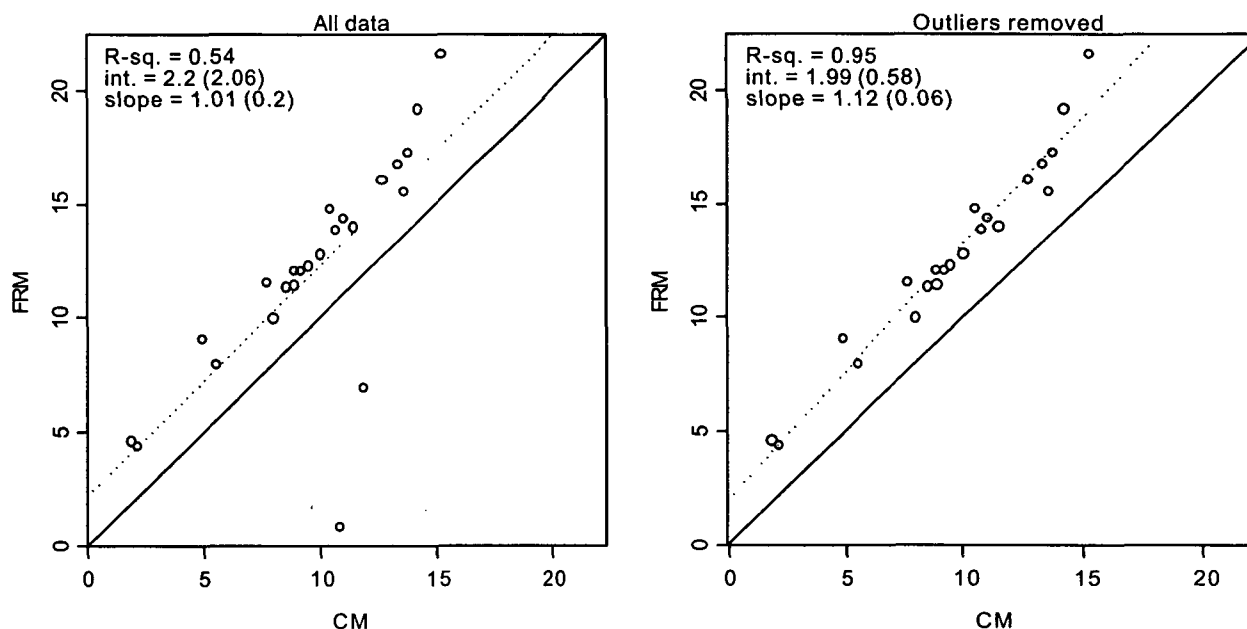 All data
R-sq. = 0.54
int. = 2.2 (2.06)
slope = 1.01 (0.2)
FRM
20
15
10
5
0
0 5 10 15 20
CM
Outliers removed
R-sq. = 0.95
int. = 1.99 (0.58)
slope = 1.12 (0.06)
FRM
20
15
10
5
0
0 5 10 15 20
CM